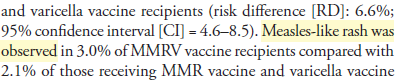 and varicella vaccine recipients (risk difference [RD]: 6.6%;
95% confidence interval [CI] = 4.6–8.5). Measles-like rash was
observed in 3.0% of MMRV vaccine recipients compared with
2.1% of those receiving MMR vaccine and varicella vaccine